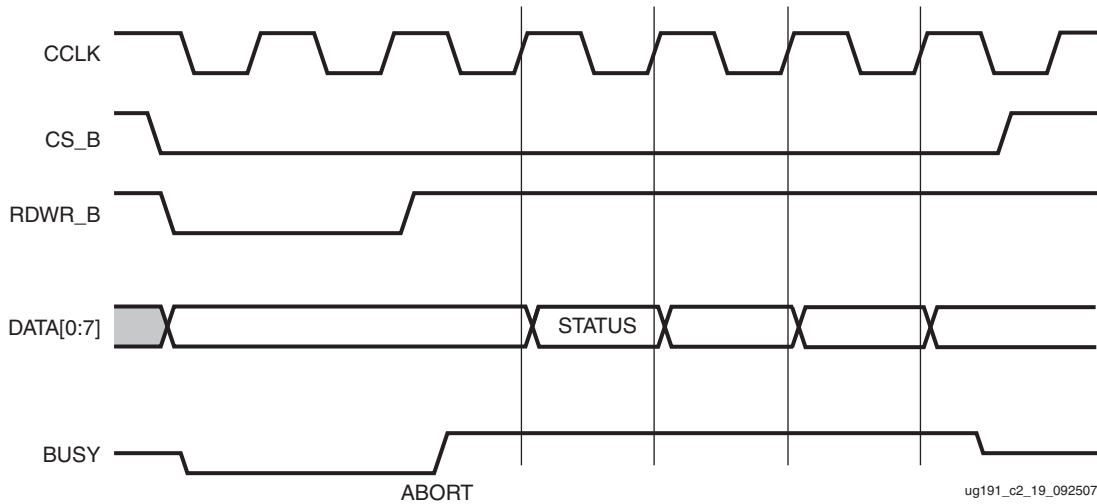 CCLK
CS_B
RDWR_B
DATA[0:7]
STATUS
BUSY
ABORT
ug191_c2_19_092507